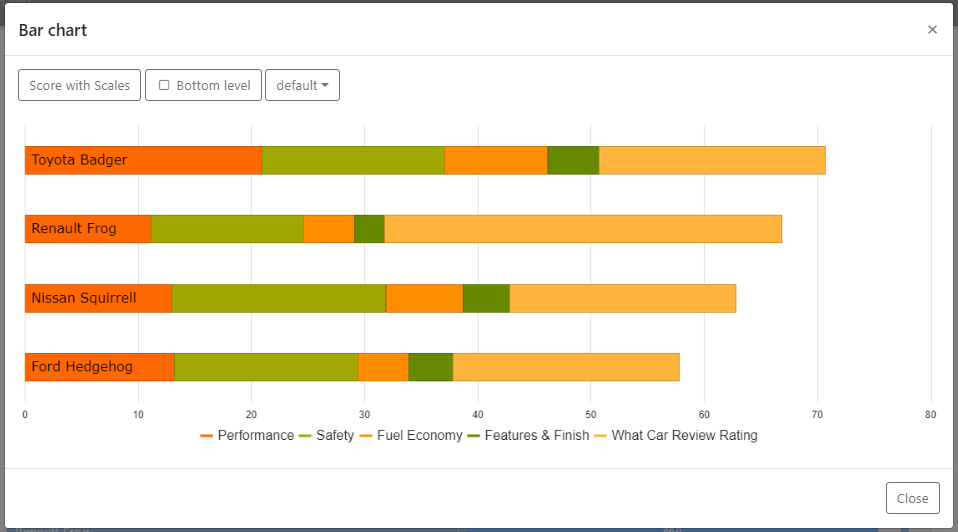 Bar chart ×
Score with Scales Bottom level default
Toyota Badger
Renault Frog
Nissan Squirrell
Ford Hedgehog
0 10 20 30 40 50 60 70 80
Performance Safety Fuel Economy Features & Finish What Car Review Rating
Close